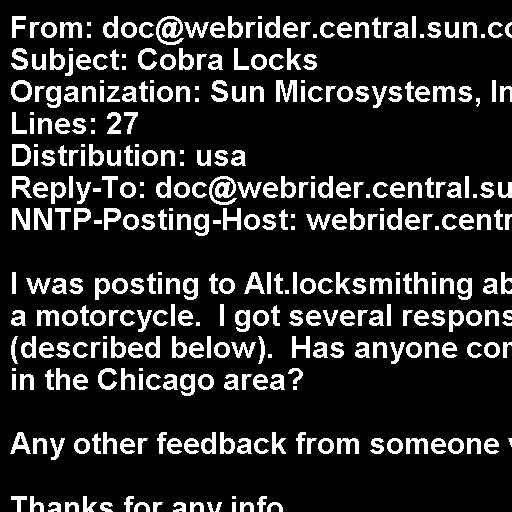 From: doc@webrider.central.sun.co
Subject: Cobra Locks
Organization: Sun Microsystems, In
Lines: 27
Distribution: usa
Reply-To: doc@webrider.central.su
NNTP-Posting-Host: webrider.centr
I was posting to Alt.locksmithing ab
a motorcycle.  I got several respons
(described below).  Has anyone com
in the Chicago area?
Any other feedback from someone
Thanks for any info